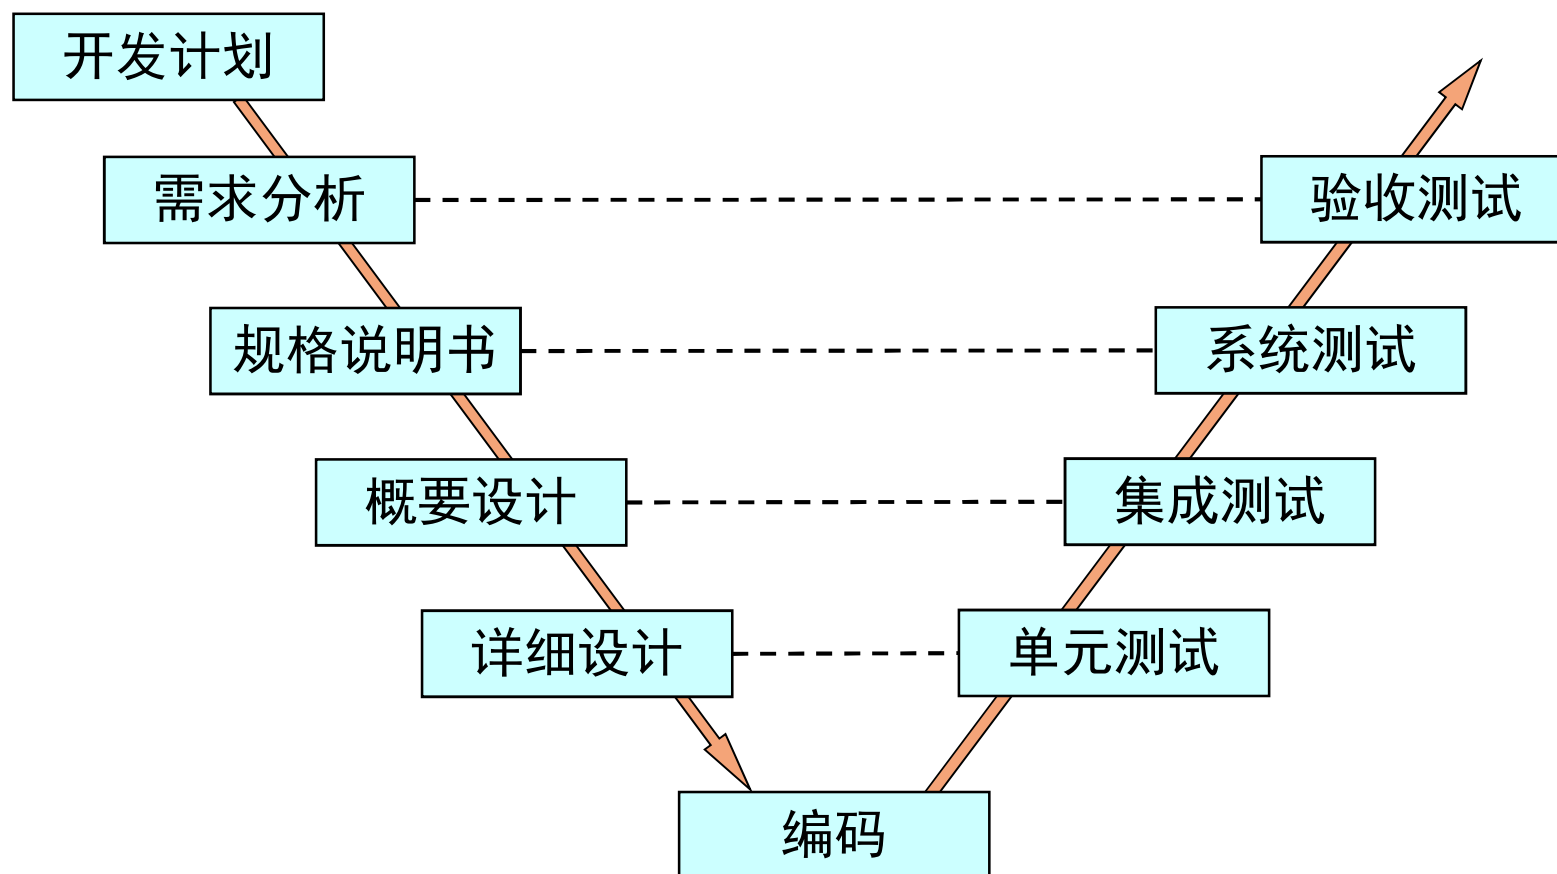 开发计划
需求分析
验收测试
规格说明书
系统测试
概要设计
集成测试
详细设计
单元测试
编码